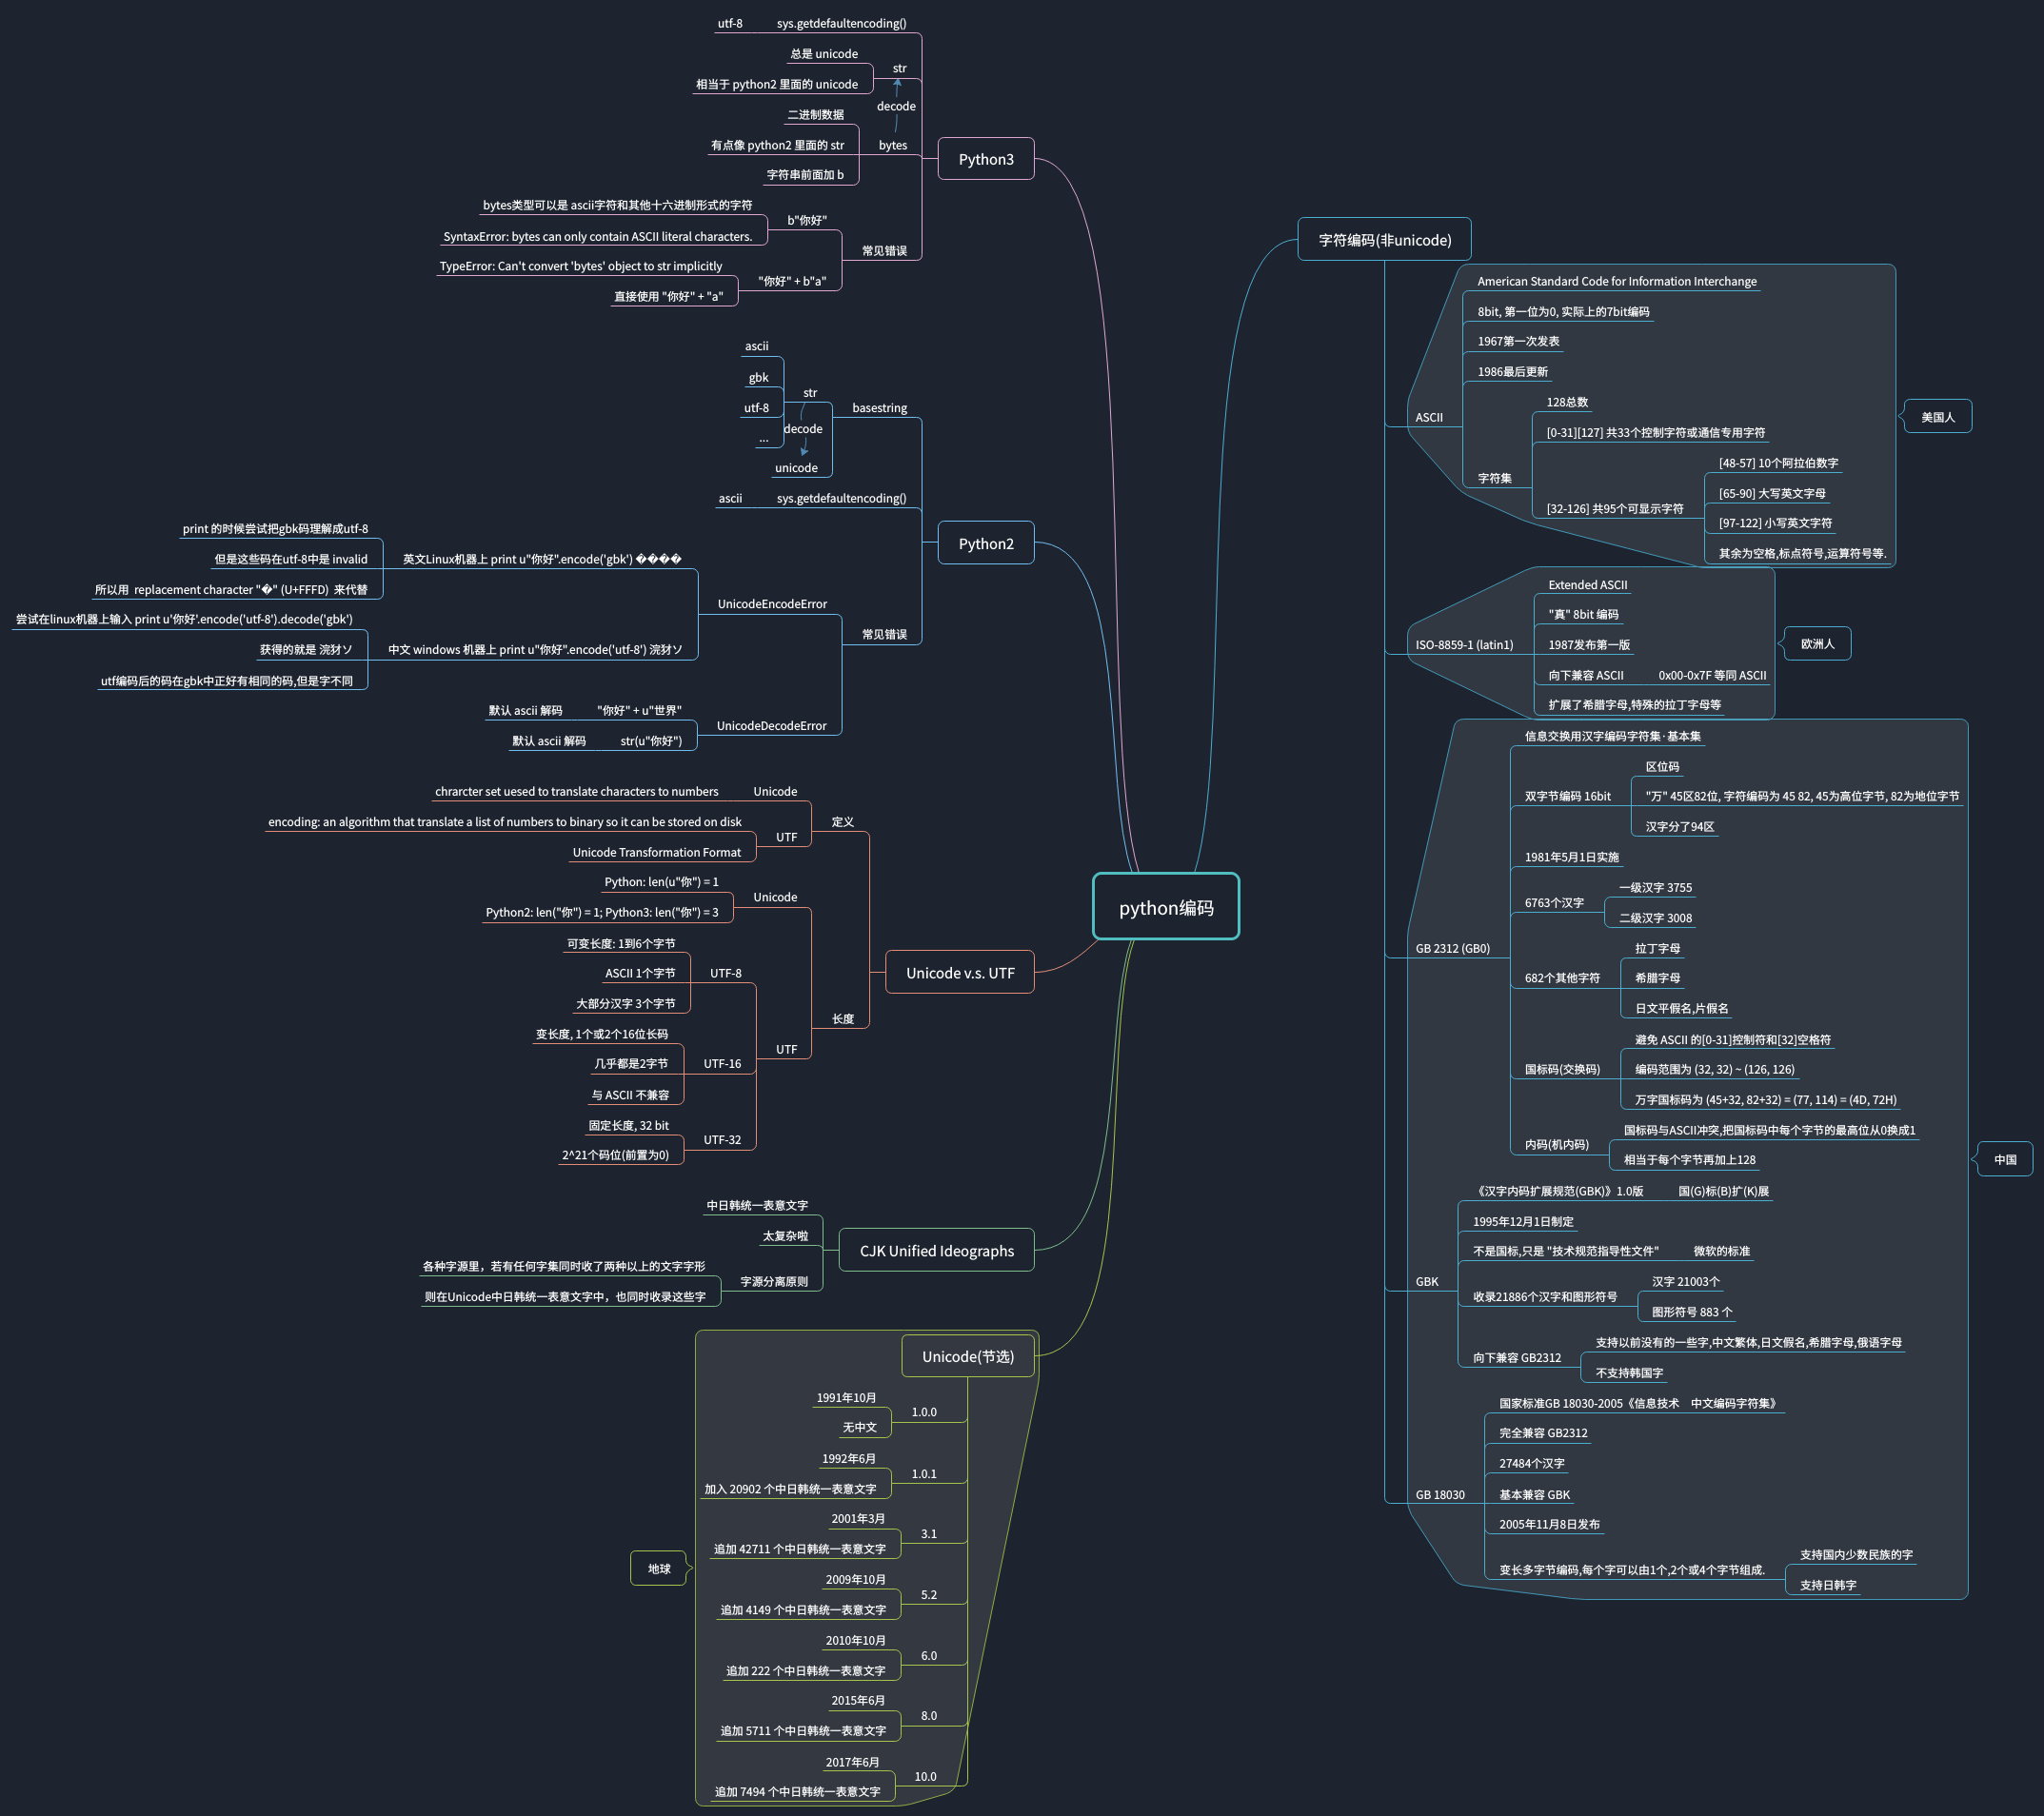 python编码
Python3
utf-8
sys.getdefaultencoding()
总是 unicode
相当于 python2 里面的 unicode
str
decode
二进制数据
有点像 python2 里面的 str
字符串前面加 b
bytes
bytes类型可以是 ascii字符和其他十六进制形式的字符
SyntaxError: bytes can only contain ASCII literal characters.
b"你好"
TypeError: Can't convert 'bytes' object to str implicitly
直接使用 "你好" + "a"
"你好" + b"a"
常见错误
Python2
ascii
gbk
utf-8
...
str
decode
unicode
basestring
ascii
sys.getdefaultencoding()
print 的时候尝试把gbk码理解成utf-8
但是这些码在utf-8中是 invalid
所以用 replacement character "�" (U+FFFD) 来代替
英文Linux机器上 print u"你好".encode('gbk') ����
尝试在linux机器上输入 print u'你好'.encode('utf-8').decode('gbk')
获得的就是 浣犲ソ
utf编码后的码在gbk中正好有相同的码,但是字不同
中文 windows 机器上 print u"你好".encode('utf-8') 浣犲ソ
UnicodeEncodeError
默认 ascii 解码
"你好" + u"世界"
默认 ascii 解码
str(u"你好")
UnicodeDecodeError
常见错误
Unicode v.s. UTF
chrarcter set uesed to translate characters to numbers
Unicode
encoding: an algorithm that translate a list of numbers to binary so it can be stored on disk
Unicode Transformation Format
UTF
定义
Python: len(u"你") = 1
Python2: len("你") = 1; Python3: len("你") = 3
Unicode
可变长度: 1到6个字节
ASCII 1个字节
大部分汉字 3个字节
UTF-8
变长度, 1个或2个16位长码
几乎都是2字节
与 ASCII 不兼容
UTF-16
固定长度, 32 bit
2^21个码位(前置为0)
UTF-32
UTF
长度
CJK Unified Ideographs
中日韩统一表意文字
太复杂啦
各种字源里，若有任何字集同时收了两种以上的文字字形
则在Unicode中日韩统一表意文字中，也同时收录这些字
字源分离原则
Unicode(节选)
1991年10月
无中文
1.0.0
1992年6月
加入 20902 个中日韩统一表意文字
1.0.1
2001年3月
追加 42711 个中日韩统一表意文字
3.1
2009年10月
追加 4149 个中日韩统一表意文字
5.2
2010年10月
追加 222 个中日韩统一表意文字
6.0
2015年6月
追加 5711 个中日韩统一表意文字
8.0
2017年6月
追加 7494 个中日韩统一表意文字
10.0
地球
字符编码(非unicode)
ASCII
American Standard Code for Information Interchange
8bit, 第一位为0, 实际上的7bit编码
1967第一次发表
1986最后更新
字符集
128总数
[0-31][127] 共33个控制字符或通信专用字符
[32-126] 共95个可显示字符
[48-57] 10个阿拉伯数字
[65-90] 大写英文字母
[97-122] 小写英文字符
其余为空格,标点符号,运算符号等.
美国人
ISO-8859-1 (latin1)
Extended ASCII
"真" 8bit 编码
1987发布第一版
向下兼容 ASCII
0x00-0x7F 等同 ASCII
扩展了希腊字母,特殊的拉丁字母等
欧洲人
GB 2312 (GB0)
信息交换用汉字编码字符集·基本集
双字节编码 16bit
区位码
"万" 45区82位, 字符编码为 45 82, 45为高位字节, 82为地位字节
汉字分了94区
1981年5月1日实施
6763个汉字
一级汉字 3755
二级汉字 3008
682个其他字符
拉丁字母
希腊字母
日文平假名,片假名
国标码(交换码)
避免 ASCII 的[0-31]控制符和[32]空格符
编码范围为 (32, 32) ~ (126, 126)
万字国标码为 (45+32, 82+32) = (77, 114) = (4D, 72H)
内码(机内码)
国标码与ASCII冲突,把国标码中每个字节的最高位从0换成1
相当于每个字节再加上128
GBK
《汉字内码扩展规范(GBK)》1.0版
国(G)标(B)扩(K)展
1995年12月1日制定
不是国标,只是 "技术规范指导性文件"
微软的标准
收录21886个汉字和图形符号
汉字 21003个
图形符号 883 个
向下兼容 GB2312
支持以前没有的一些字,中文繁体,日文假名,希腊字母,俄语字母
不支持韩国字
GB 18030
国家标准GB 18030-2005《信息技术　中文编码字符集》
完全兼容 GB2312
27484个汉字
基本兼容 GBK
2005年11月8日发布
变长多字节编码,每个字可以由1个,2个或4个字节组成.
支持国内少数民族的字
支持日韩字
中国